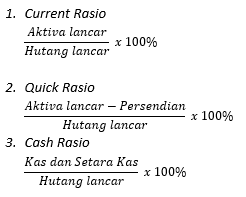 1. Current Rasio
Aktiva lancar
Hutang lancar x 100%
2. Quick Rasio
Aktiva lancar − Persendian
Hutang lancar x 100%
3. Cash Rasio
Kas dan Setara Kas
Hutang lancar x 100%